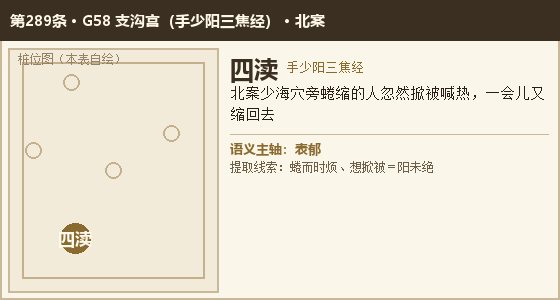 第289条·G58 支沟宫（手少阳三焦经）·北案
桩位图（本表自绘）
四渎
四渎 手少阳三焦经
北案少海穴旁蜷缩的人忽然掀被喊热，一会儿又
缩回去
语义主轴：表郁
提取线索：蜷而时烦、想掀被＝阳未绝